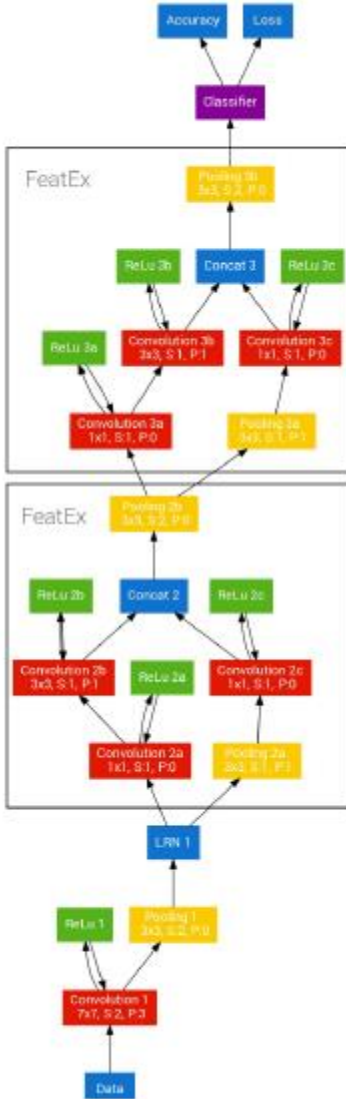 Accuracy
Loss
Classifier
FeatEx
Pooling 3b
3x3, S:2, P:0
ReLu 3b
Concat 3
ReLu 3c
Convolution 3b
3x3, S:1, P:1
Convolution 3c
1x1, S:1, P:0
ReLu 3a
Convolution 3a
1x1, S:1, P:0
Pooling 3a
3x3, S:1, P:1
FeatEx
Pooling 2b
3x3, S:2, P:0
ReLu 2b
Concat 2
ReLu 2c
Convolution 2b
3x3, S:1, P:1
ReLu 2a
Convolution 2c
1x1, S:1, P:0
Convolution 2a
1x1, S:1, P:0
Pooling 2a
3x3, S:1, P:1
LRN 1
ReLu 1
Pooling 1
3x3, S:2, P:0
Convolution 1
7x7, S:2, P:3
Data